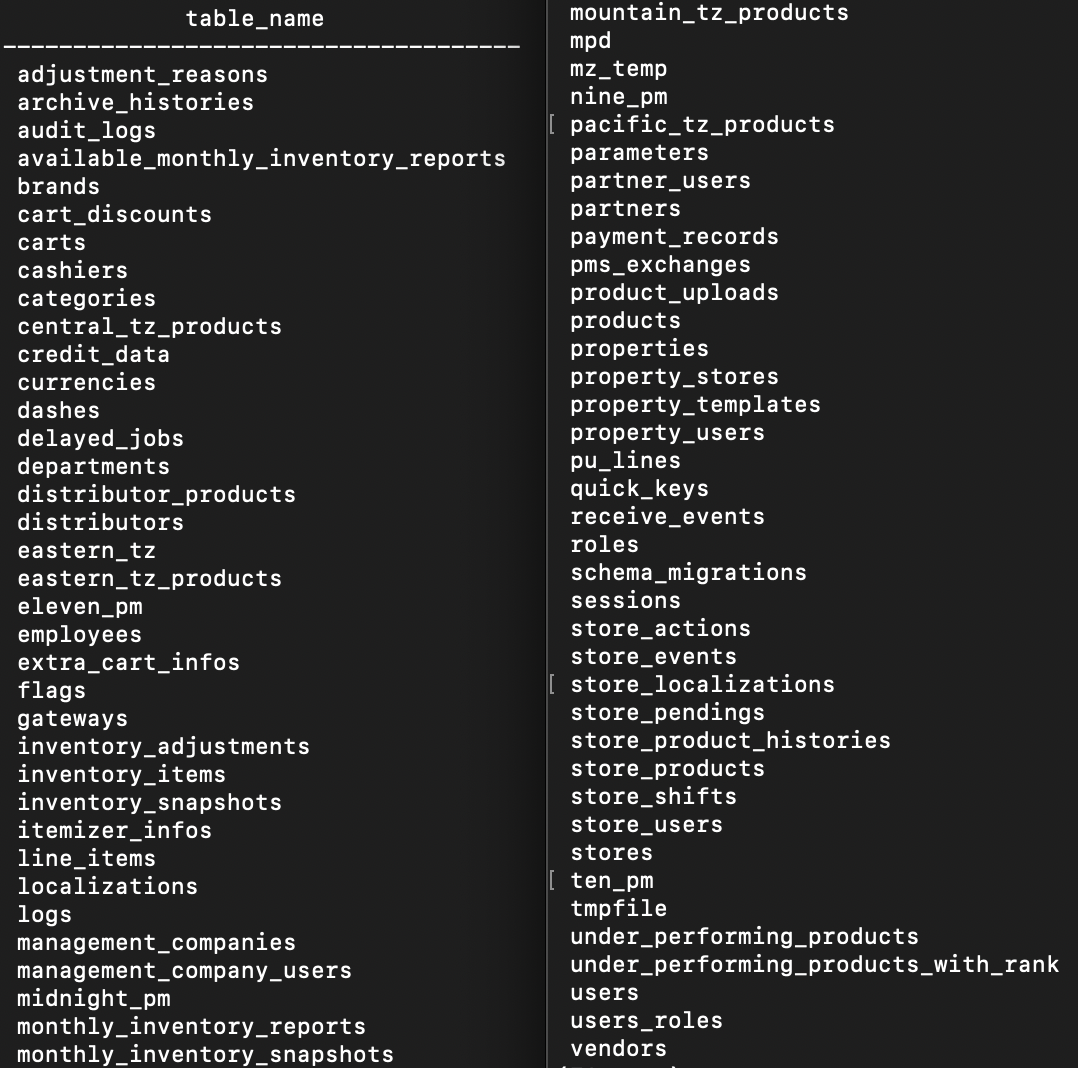 table_name
adjustment_reasons
archive_histories
audit_logs
available_monthly_inventory_reports
brands
cart_discounts
carts
cashiers
categories
central_tz_products
credit_data
currencies
dashes
delayed_jobs
departments
distributor_products
distributors
eastern_tz
eastern_tz_products
eleven_pm
employees
extra_cart_infos
flags
gateways
inventory_adjustments
inventory_items
inventory_snapshots
itemizer_infos
line_items
localizations
logs
management_companies
management_company_users
midnight_pm
monthly_inventory_reports
monthly_inventory_snapshots
mountain_tz_products
mpd
mz_temp
nine_pm
[ pacific_tz_products
parameters
partner_users
partners
payment_records
pms_exchanges
product_uploads
products
properties
property_stores
property_templates
property_users
pu_lines
quick_keys
receive_events
roles
schema_migrations
sessions
store_actions
store_events
[ store_localizations
store_pendings
store_product_histories
store_products
store_shifts
store_users
stores
[ ten_pm
tmpfile
under_performing_products
under_performing_products_with_rank
users
users_roles
vendors